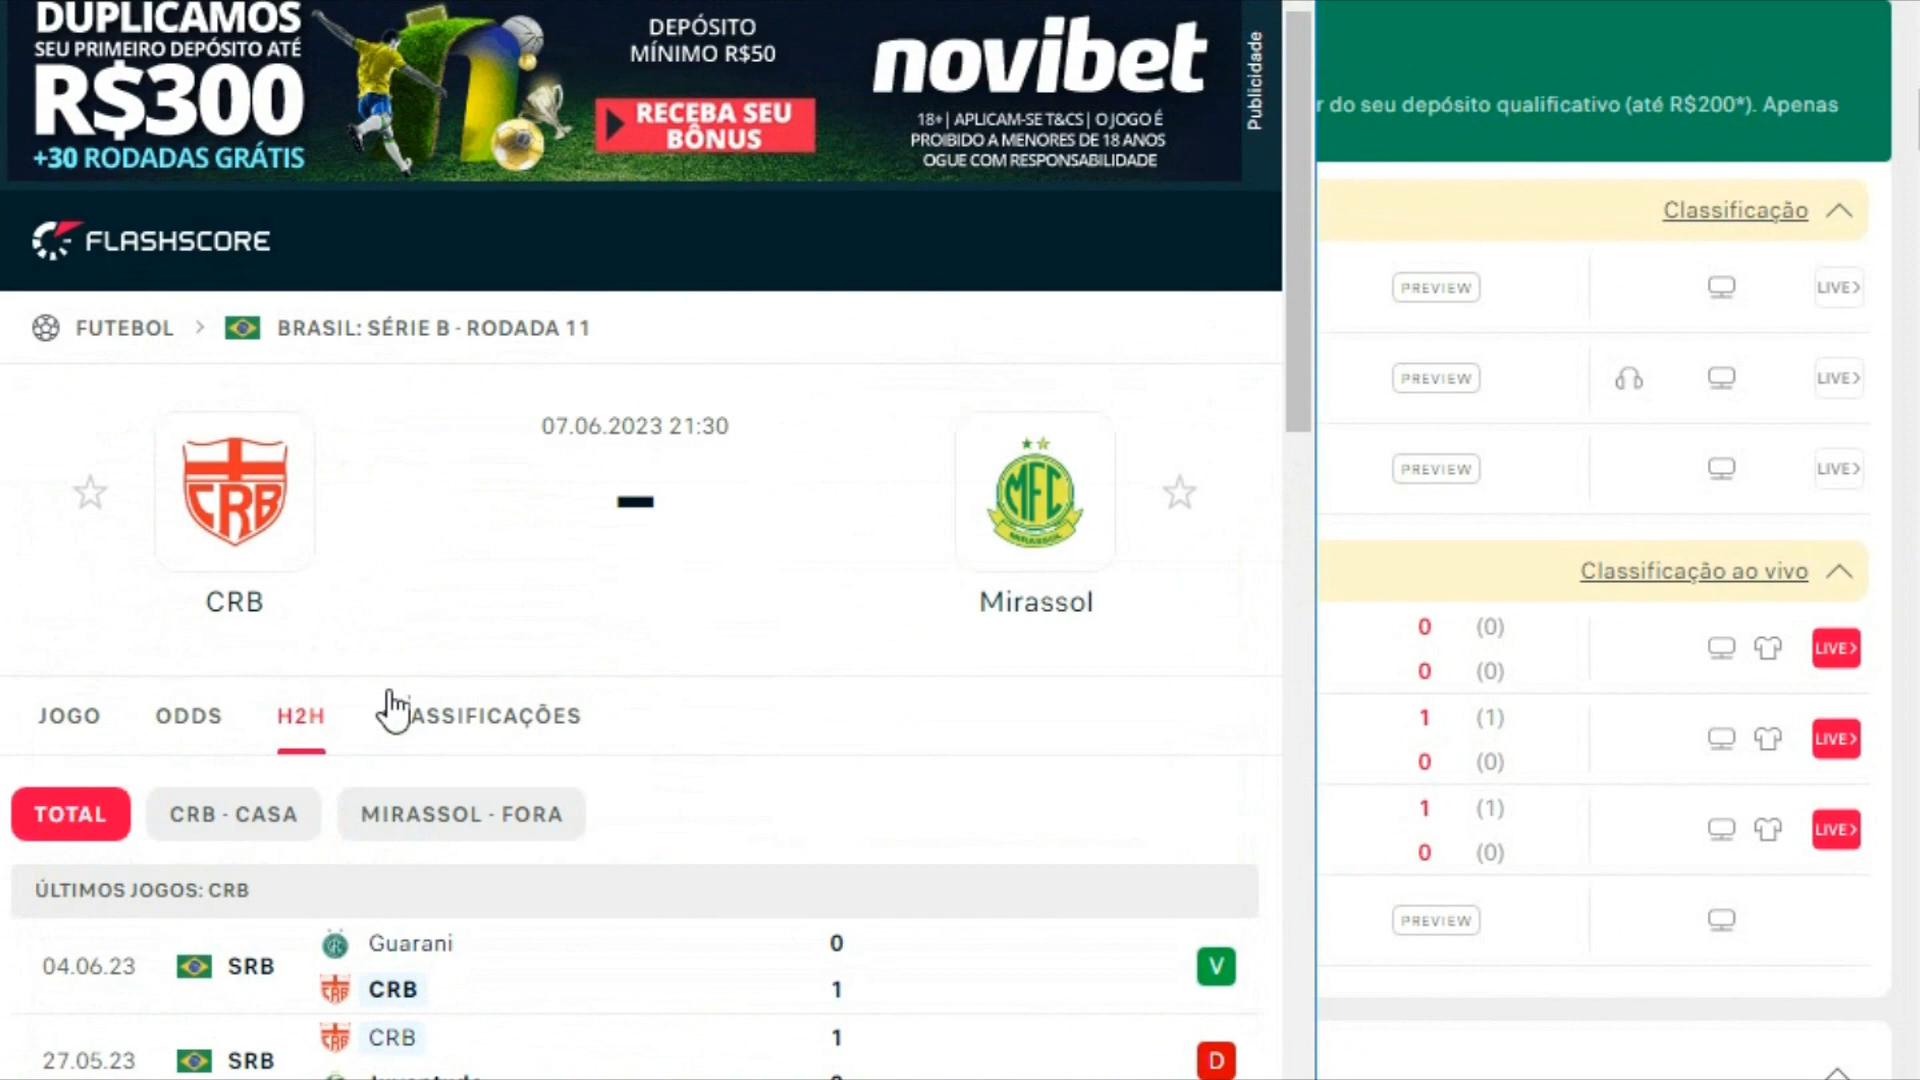 DUPLICAMOS
SEU PRIMEIRO DEPÓSITO ATÉ
R$300
+30 RODADAS GRÁTIS
DEPÓSITO
MÍNIMO R$50
RECEBA SEU
BÔNUS
novibet
18+| APLICAM-SE T&CS| O JOGO É
PROIBIDO A MENORES DE 18 ANOS
OGUE COM RESPONSABILIDADE
Publicidade
r do seu depósito qualificativo (até R$200*). Apenas
FLASHSCORE
FUTEBOL > BRASIL: SÉRIE B - RODADA 11
07.06.2023 21:30
-
CRB
MFC
MIRASSOL
CRB
Mirassol
JOGO ODDS H2H ASSIFICAÇÕES
TOTAL CRB - CASA MIRASSOL - FORA
ÚLTIMOS JOGOS: CRB
04.06.23 SRB Guarani 0 V
CRB 1
27.05.23 SRB CRB 1 D
Classificação
PREVIEW LIVE>
PREVIEW LIVE>
PREVIEW LIVE>
Classificação ao vivo
0 (0) LIVE>
0 (0)
1 (1) LIVE>
0 (0)
1 (1) LIVE>
0 (0)
PREVIEW